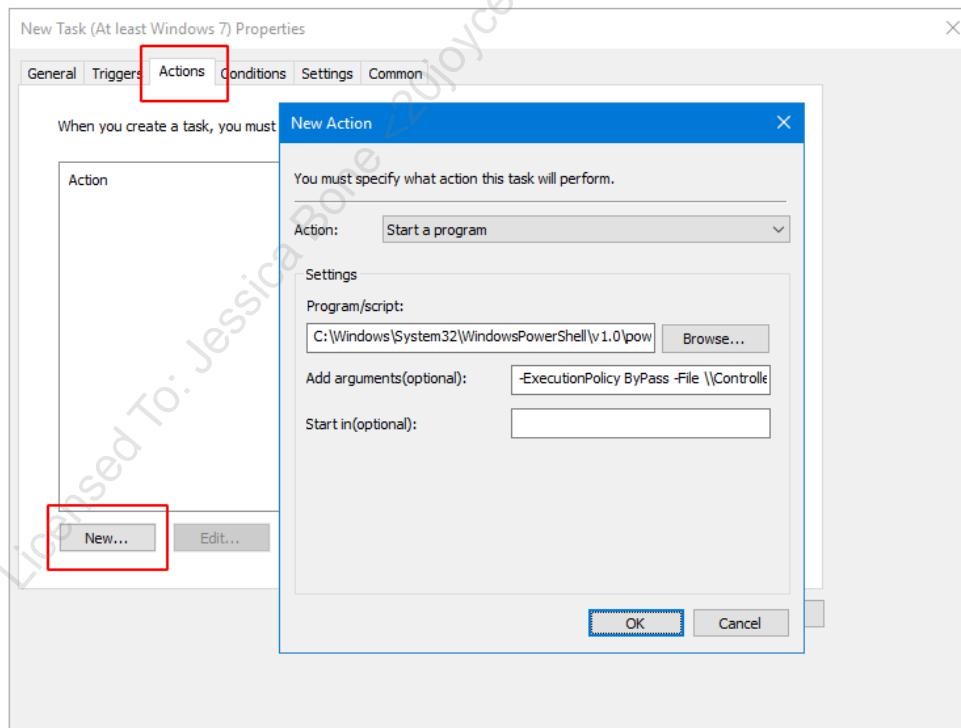 New Task (At least Windows 7) Properties
General Triggers Actions Conditions Settings Common
When you create a task, you must
Action
New...
Edit...
New Action
You must specify what action this task will perform.
Action: Start a program
Settings
Program/script:
C:\Windows\System32\WindowsPowerShell\v1.0\pow
Browse...
Add arguments(optional): -ExecutionPolicy ByPass -File \\Controlle
Start in(optional):
OK Cancel
Licensed To: Jessica Bone <20joyce